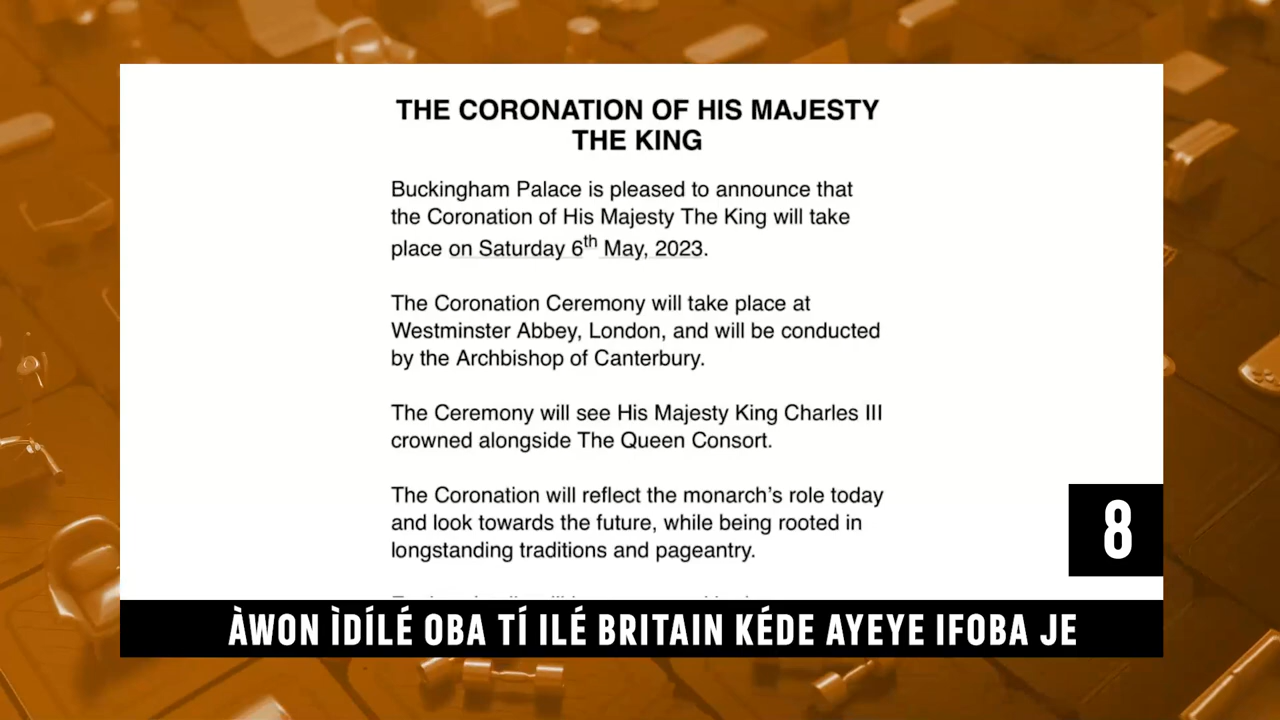 THE CORONATION OF HIS MAJESTY
THE KING
Buckingham Palace is pleased to announce that
the Coronation of His Majesty The King will take
place on Saturday 6th May, 2023.
The Coronation Ceremony will take place at
Westminster Abbey, London, and will be conducted
by the Archbishop of Canterbury.
The Ceremony will see His Majesty King Charles III
crowned alongside The Queen Consort.
The Coronation will reflect the monarch’s role today
and look towards the future, while being rooted in
longstanding traditions and pageantry.
8
ÀWON ÌDÍLÉ OBA TÍ ILÉ BRITAIN KÉDE AYEYE IFOBA JE